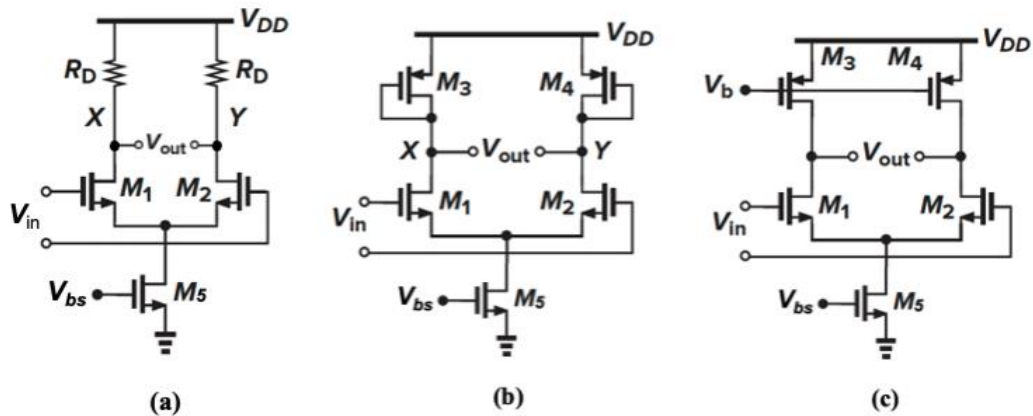 V_DD
R_D R_D
X Y
V_out
M_1 M_2
V_in
V_bs M_5
(a)
V_DD
M_3 M_4
X V_out Y
M_1 M_2
V_in
V_bs M_5
(b)
V_DD
M_3 M_4
V_b
V_out
M_1 M_2
V_in
V_bs M_5
(c)